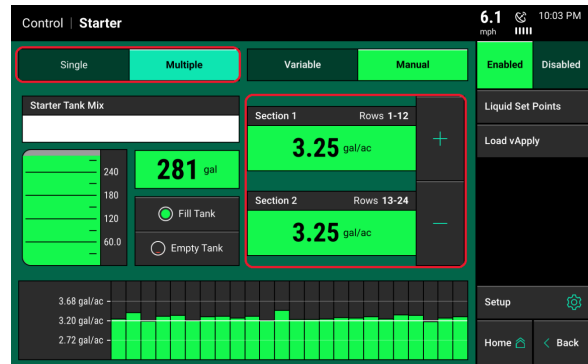 Control | Starter
6.1 mph
10:03 PM
Single
Multiple
Variable
Manual
Enabled
Disabled
Starter Tank Mix
Section 1
Rows 1-12
3.25 gal/ac
+
Liquid Set Points
Load vApply
240
180
120
60.0
281 gal
Fill Tank
Empty Tank
Section 2
Rows 13-24
3.25 gal/ac
—
3.68 gal/ac
3.20 gal/ac
2.72 gal/ac
Setup
Home
< Back